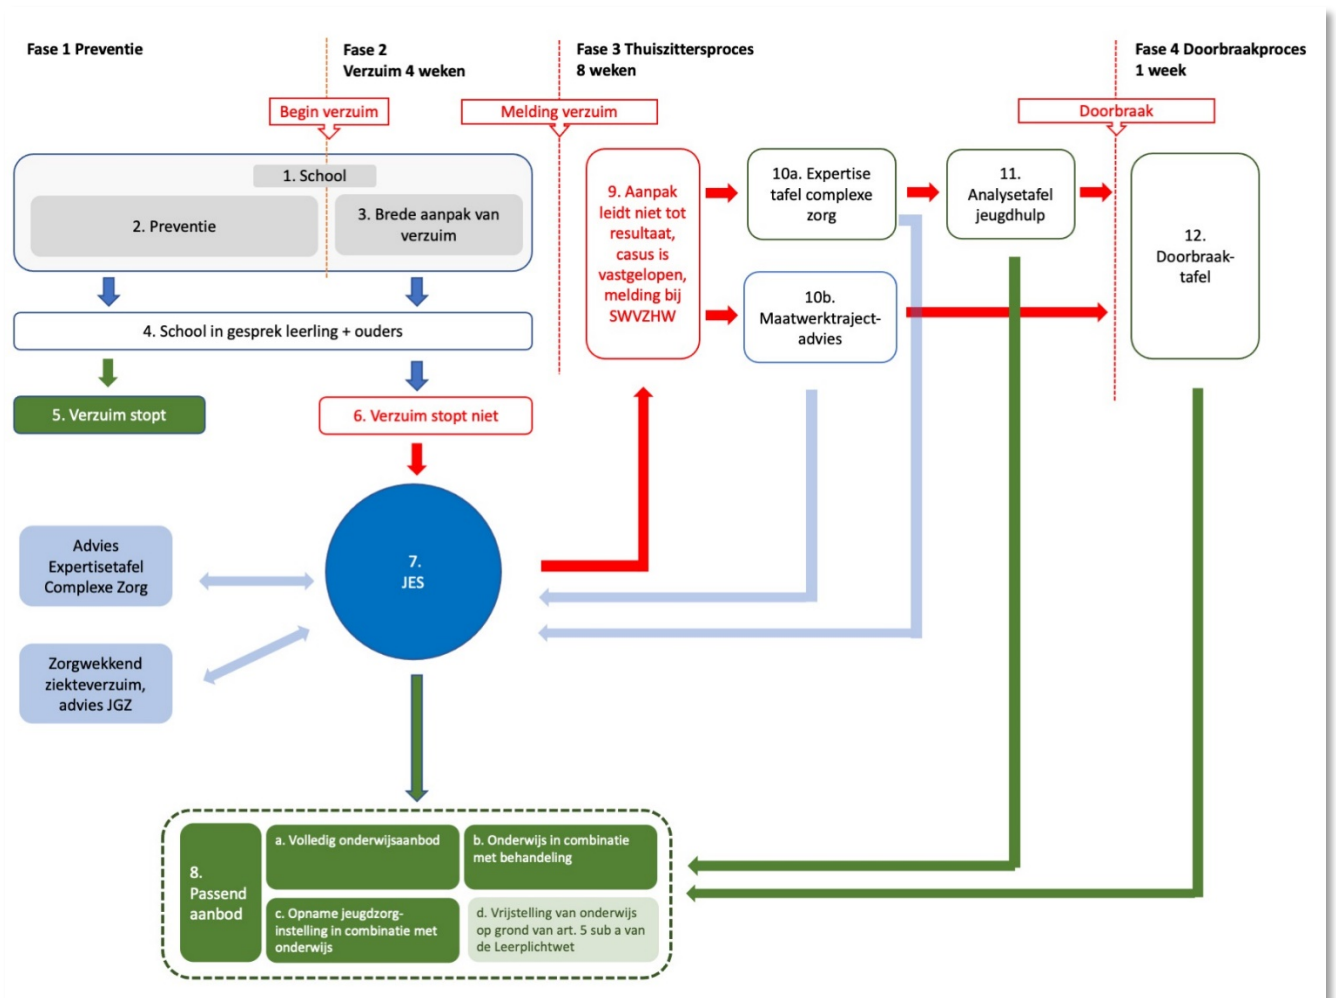 Fase 1 Preventie
Fase 2
Verzuim 4 weken
Fase 3 Thuiszittersproces
8 weken
Fase 4 Doorbraakproces
1 week
Begin verzuim
Melding verzuim
Doorbraak
1. School
2. Preventie
3. Brede aanpak van
verzuim
4. School in gesprek leerling + ouders
5. Verzuim stopt
6. Verzuim stopt niet
7.
JES
Advies
Expertisetafel
Complexe Zorg
Zorgwekkend
ziekteverzuim,
advies JGZ
9. Aanpak
leidt niet tot
resultaat,
casus is
vastgelopen,
melding bij
SWVZHW
10a. Expertise
tafel complexe
zorg
10b.
Maatwerktraject-
advies
11.
Analysetafel
jeugdhulp
12.
Doorbraak-
tafel
8.
Passend
aanbod
a. Volledig onderwijsaanbod
b. Onderwijs in combinatie
met behandeling
c. Opname jeugdzorg-
instelling in combinatie met
onderwijs
d. Vrijstelling van onderwijs
op grond van art. 5 sub a van
de Leerplichtwet